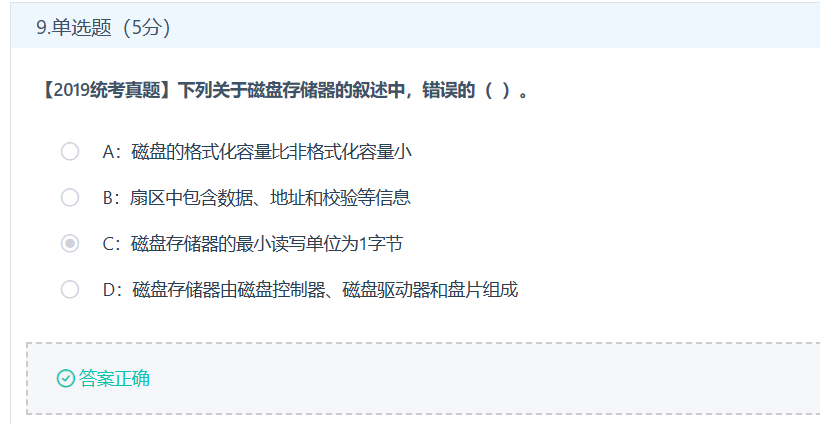 9.单选题（5分）
【2019统考真题】下列关于磁盘存储器的叙述中，错误的（ ）。
A：磁盘的格式化容量比非格式化容量小
B：扇区中包含数据、地址和校验等信息
C：磁盘存储器的最小读写单位为1字节
D：磁盘存储器由磁盘控制器、磁盘驱动器和盘片组成
答案正确